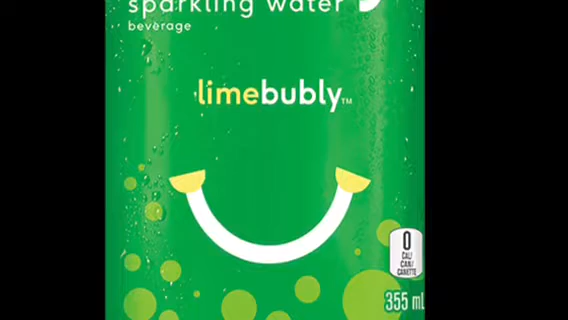 sparkling water
beverage
limebubly™
0
CAL/
CAN/
CANETTE
355 ml